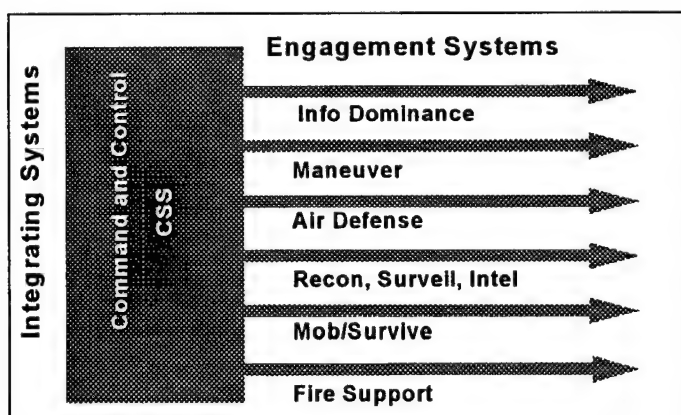 Integrating Systems
Command and Control
CSS
Engagement Systems
Info Dominance
Maneuver
Air Defense
Recon, Surveil, Intel
Mob/Survive
Fire Support